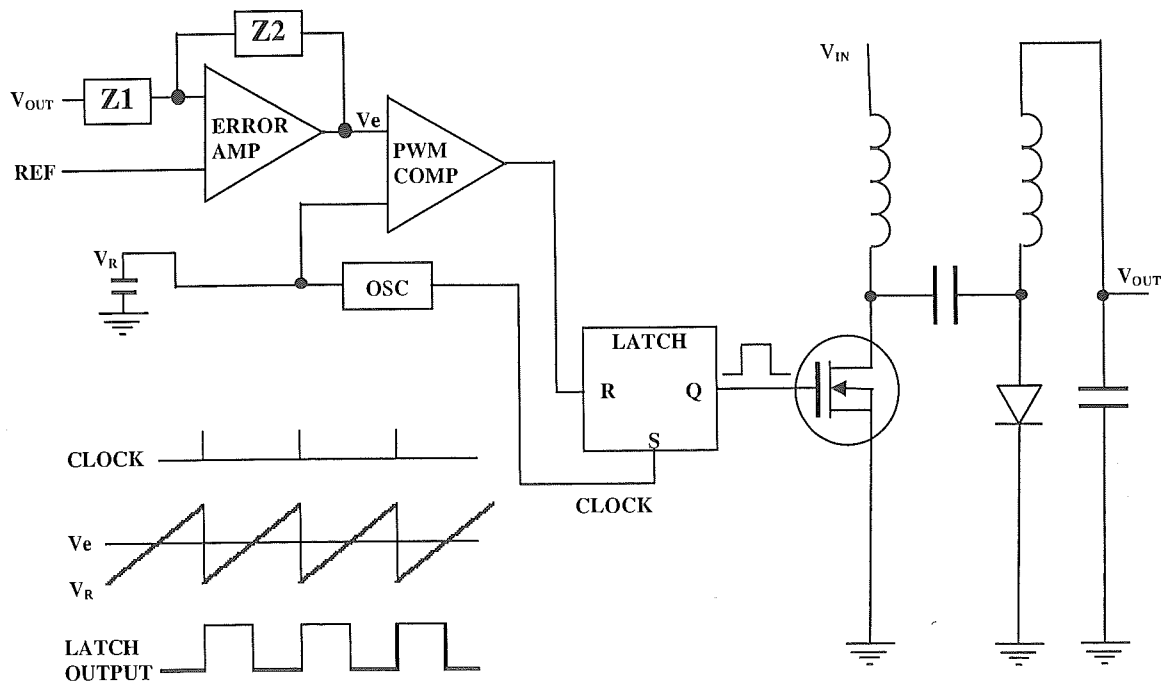 Z2
V_IN
V_OUT
Z1
ERROR
AMP
Ve
PWM
COMP
REF
V_R
OSC
V_OUT
LATCH
R
Q
S
CLOCK
CLOCK
Ve
V_R
LATCH
OUTPUT